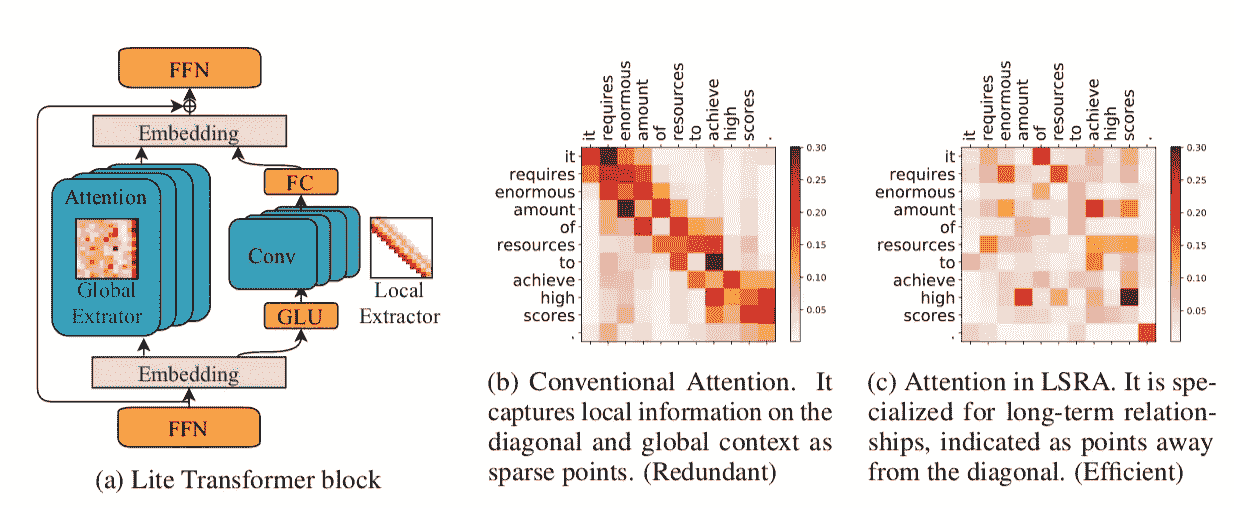 FFN
Embedding
Attention
Global
Extrator
FC
Conv
GLU
Local
Extractor
Embedding
FFN
(a) Lite Transformer block
it
requires
enormous
amount
of
resources
to
achieve
high
scores
.
it
requires
enormous
amount
of
resources
to
achieve
high
scores
.
0.30
0.25
0.20
0.15
0.10
0.05
(b) Conventional Attention. It
captures local information on the
diagonal and global context as
sparse points. (Redundant)
it
requires
enormous
amount
of
resources
to
achieve
high
scores
.
it
requires
enormous
amount
of
resources
to
achieve
high
scores
.
0.30
0.25
0.20
0.15
0.10
0.05
(c) Attention in LSRA. It is spe-
cialized for long-term relation-
ships, indicated as points away
from the diagonal. (Efficient)